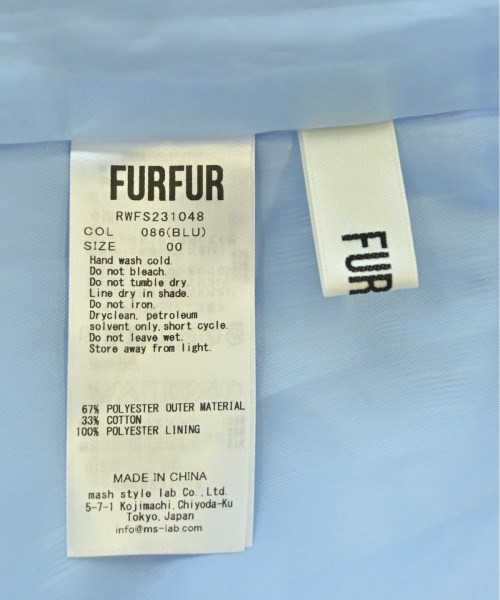 FURFUR
RWFS231048
COL 086(BLU)
SIZE 00
Hand wash cold.
Do not bleach.
Do not tumble dry.
Line dry in shade.
Do not iron.
Dryclean, petroleum
solvent only,short cycle.
Do not leave wet.
Store away from light.
67% POLYESTER OUTER MATERIAL
33% COTTON
100% POLYESTER LINING
MADE IN CHINA
mash style lab Co.,Ltd.
5-7-1 Kojimachi,Chiyoda-Ku
Tokyo,Japan
info@ms-lab.com
FUR